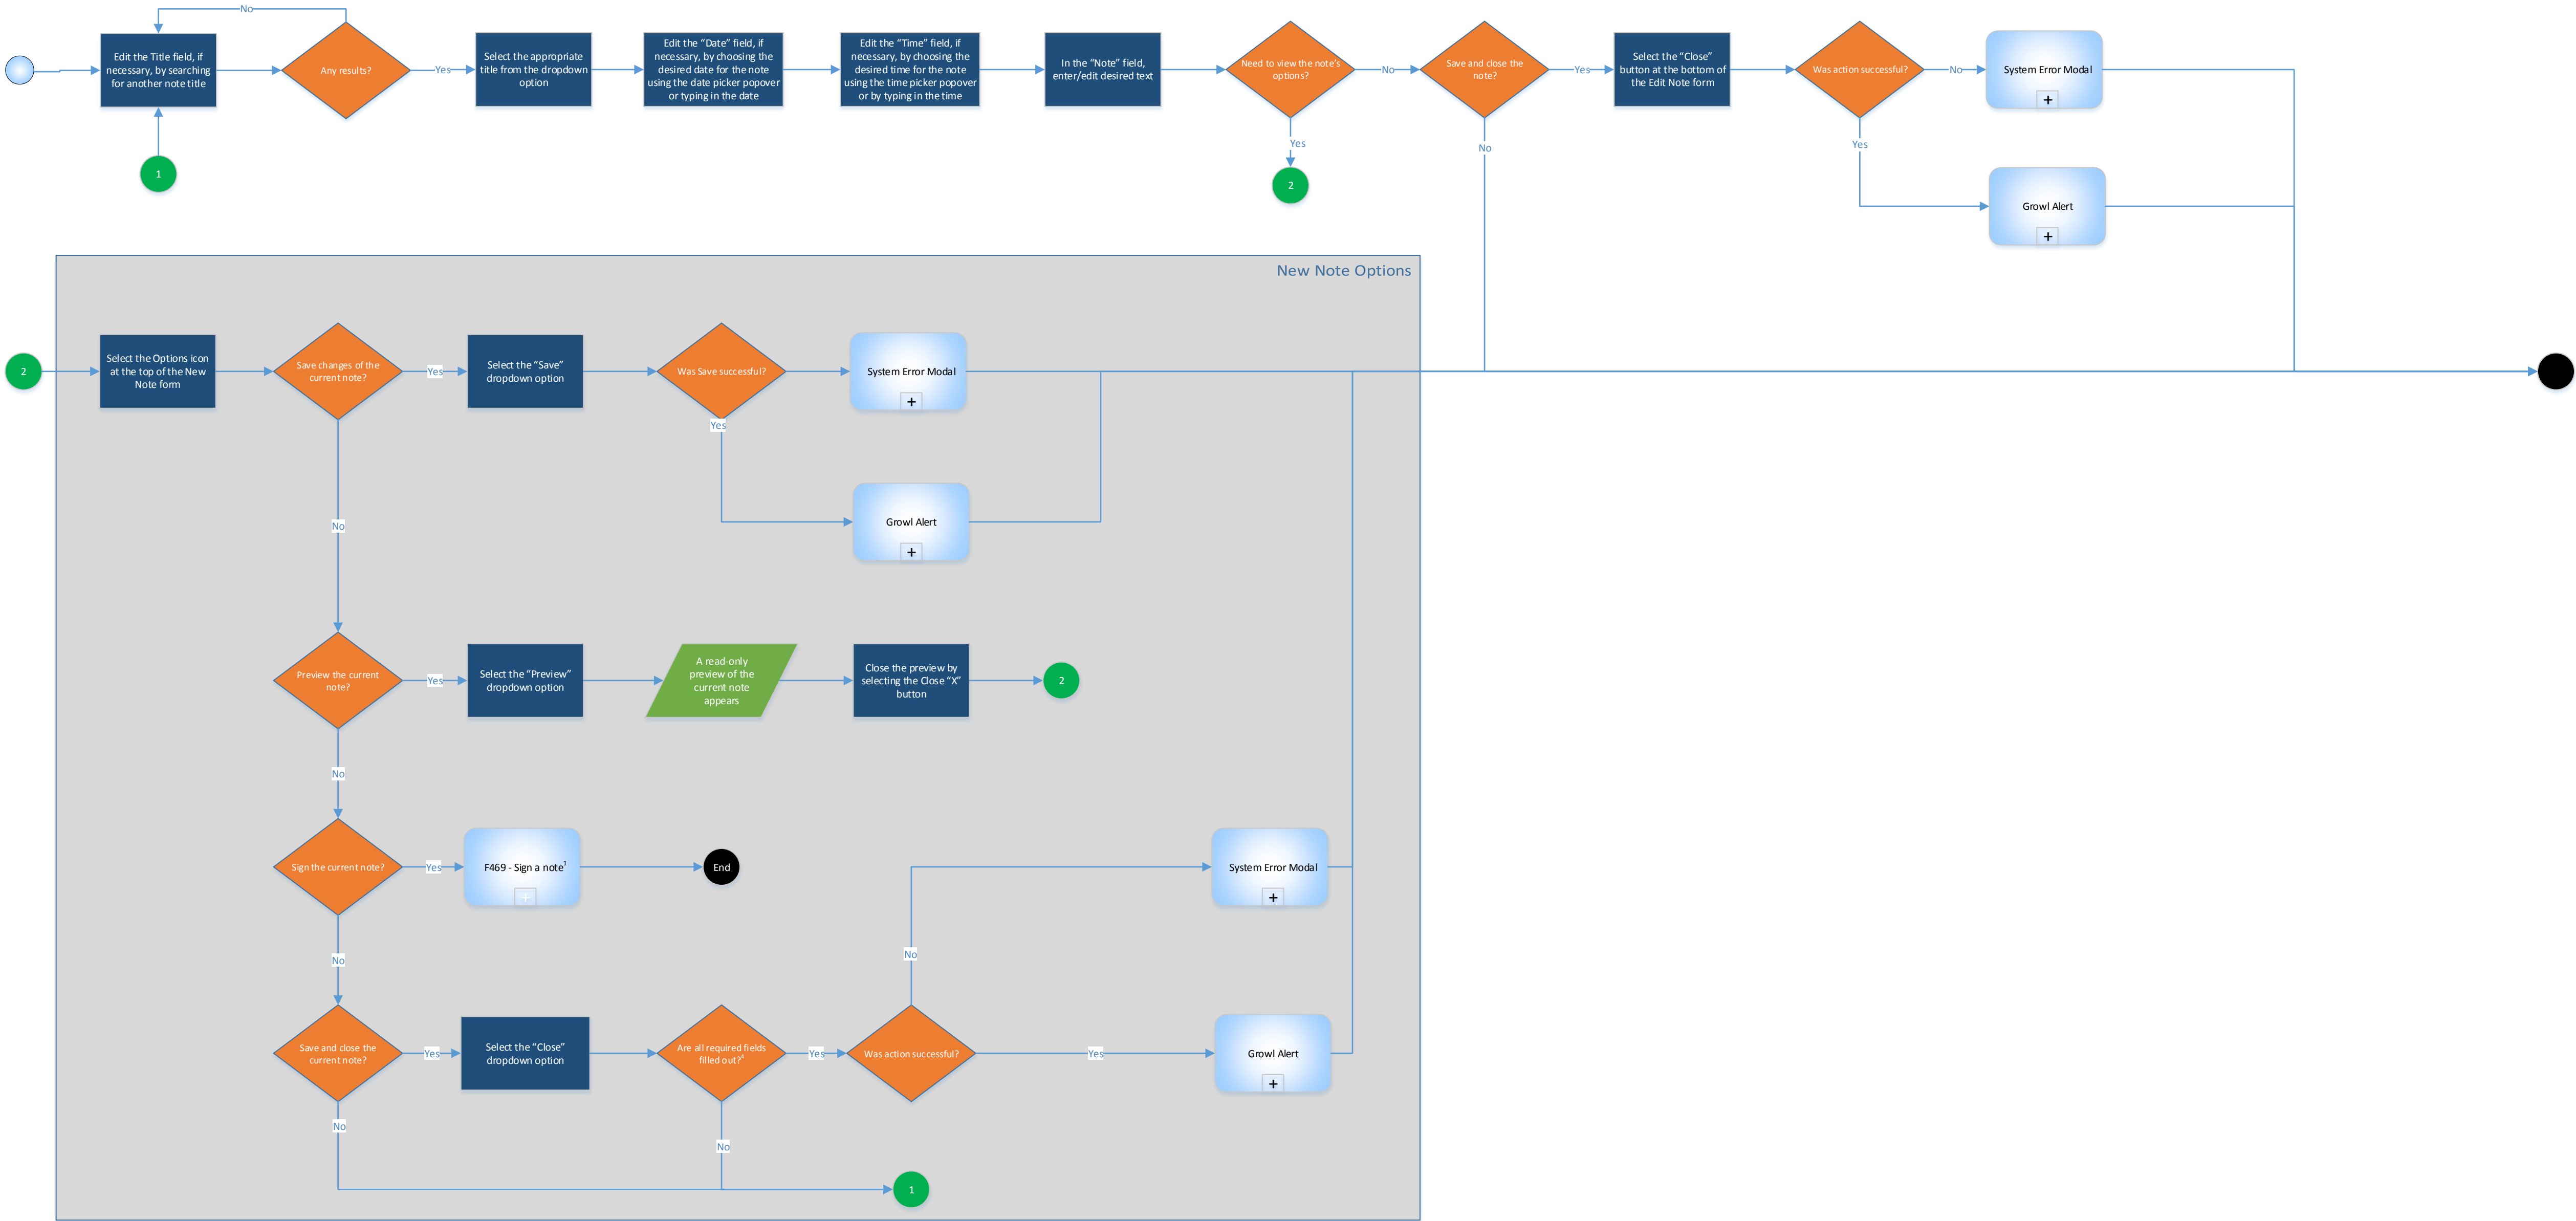 No
Edit the Title field, if
necessary, by searching
for another note title
Any results?
Yes
Select the appropriate
title from the dropdown
option
Edit the “Date” field, if
necessary, by choosing the
desired date for the note
using the date picker popover
or typing in the date
Edit the “Time” field, if
necessary, by choosing the
desired time for the note
using the time picker popover
or by typing in the time
In the “Note” field,
enter/edit desired text
Need to view the note's
options?
No
Save and close the
note?
Yes
Select the “Close”
button at the bottom of
the Edit Note form
Was action successful?
No
System Error Modal
+
Yes
No
Yes
1
2
Growl Alert
+
New Note Options
2
Select the Options icon
at the top of the New
Note form
Save changes of the
current note?
Yes
Select the “Save”
dropdown option
Was Save successful?
System Error Modal
+
Yes
Growl Alert
+
No
Preview the current
note?
Yes
Select the “Preview”
dropdown option
A read-only
preview of the
current note
appears
Close the preview by
selecting the Close “X”
button
2
No
Sign the current note?
Yes
F469 - Sign a note¹
+
End
System Error Modal
+
No
No
Save and close the
current note?
Yes
Select the “Close”
dropdown option
Are all required fields
filled out?³
Yes
Was action successful?
Yes
Growl Alert
+
No
No
1